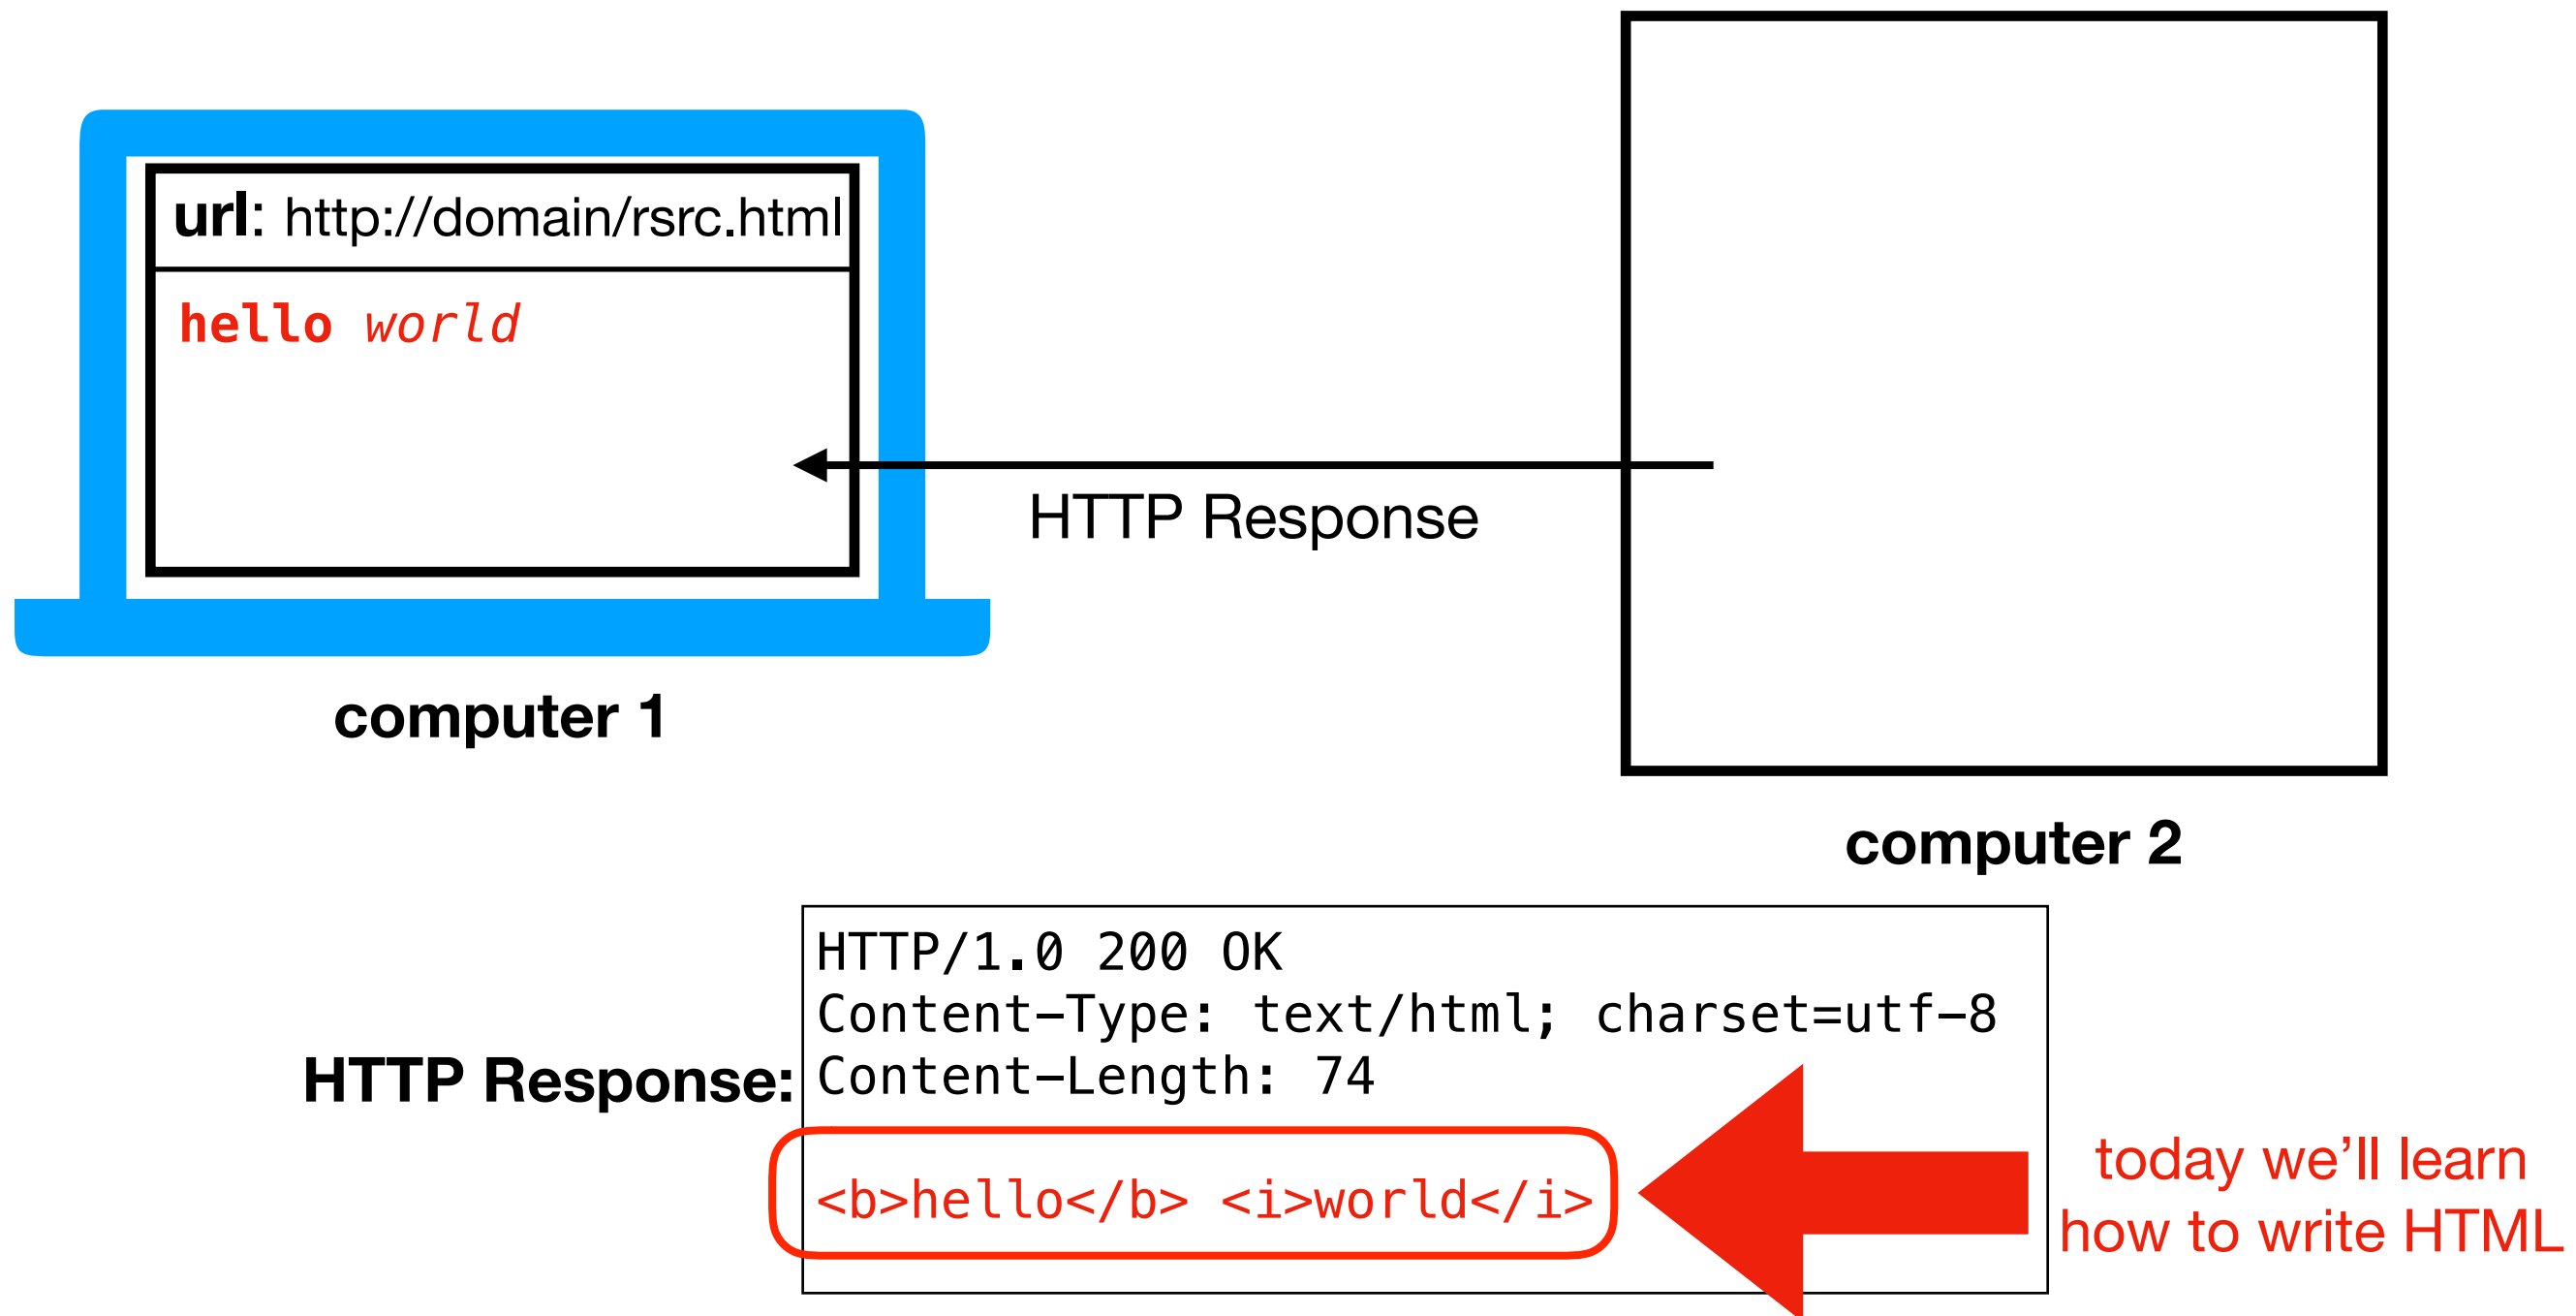 url: http://domain/rsrc.html
hello world
HTTP Response
computer 1
computer 2
HTTP Response:
HTTP/1.0 200 OK
Content-Type: text/html; charset=utf-8
Content-Length: 74
<b>hello</b> <i>world</i>
today we’ll learn
how to write HTML